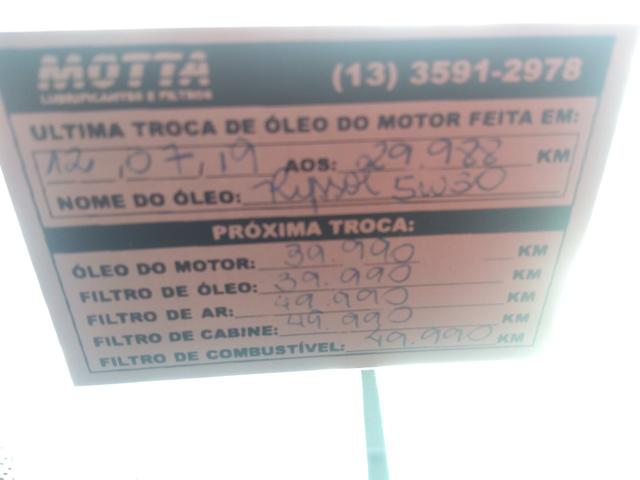 MOTTA (13) 3591-2978
LUBRIFICANTES E FILTROS
ULTIMA TROCA DE ÓLEO DO MOTOR FEITA EM:
12,07,19 AOS: 29.988 KM
NOME DO ÓLEO: Repsol 5W30
PRÓXIMA TROCA:
ÓLEO DO MOTOR: 39.990 KM
FILTRO DE ÓLEO: 39.990 KM
FILTRO DE AR: 49.990 KM
FILTRO DE CABINE: 49.990 KM
FILTRO DE COMBUSTÍVEL: 49.990 KM